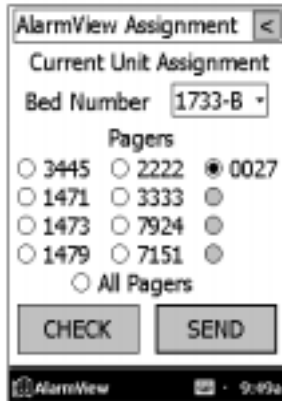 AlarmView Assignment <
Current Unit Assignment
Bed Number 1733-B
Pagers
3445 2222 0027
1471 3333
1473 7924
1479 7151
All Pagers
CHECK SEND
AlarmView 9:49a